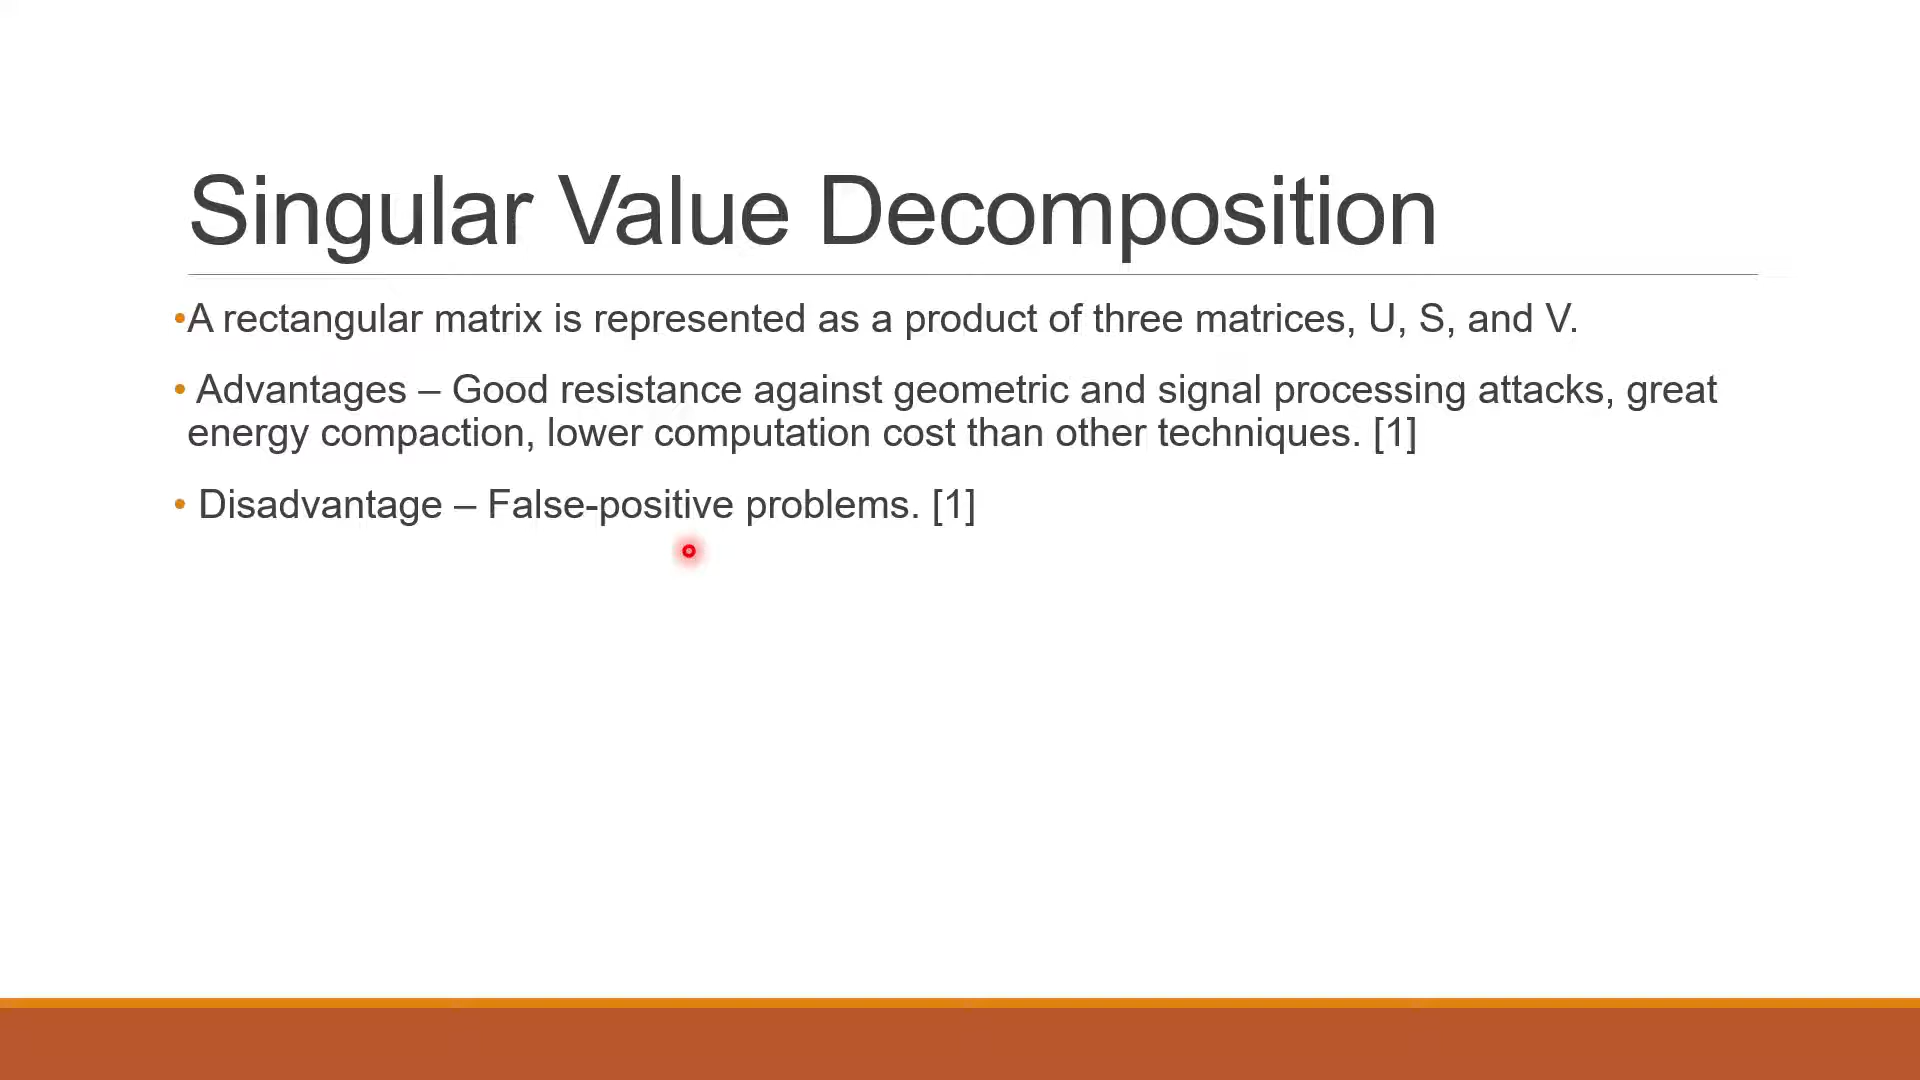 Singular Value Decomposition
•A rectangular matrix is represented as a product of three matrices, U, S, and V.
• Advantages – Good resistance against geometric and signal processing attacks, great
energy compaction, lower computation cost than other techniques. [1]
• Disadvantage – False-positive problems. [1]